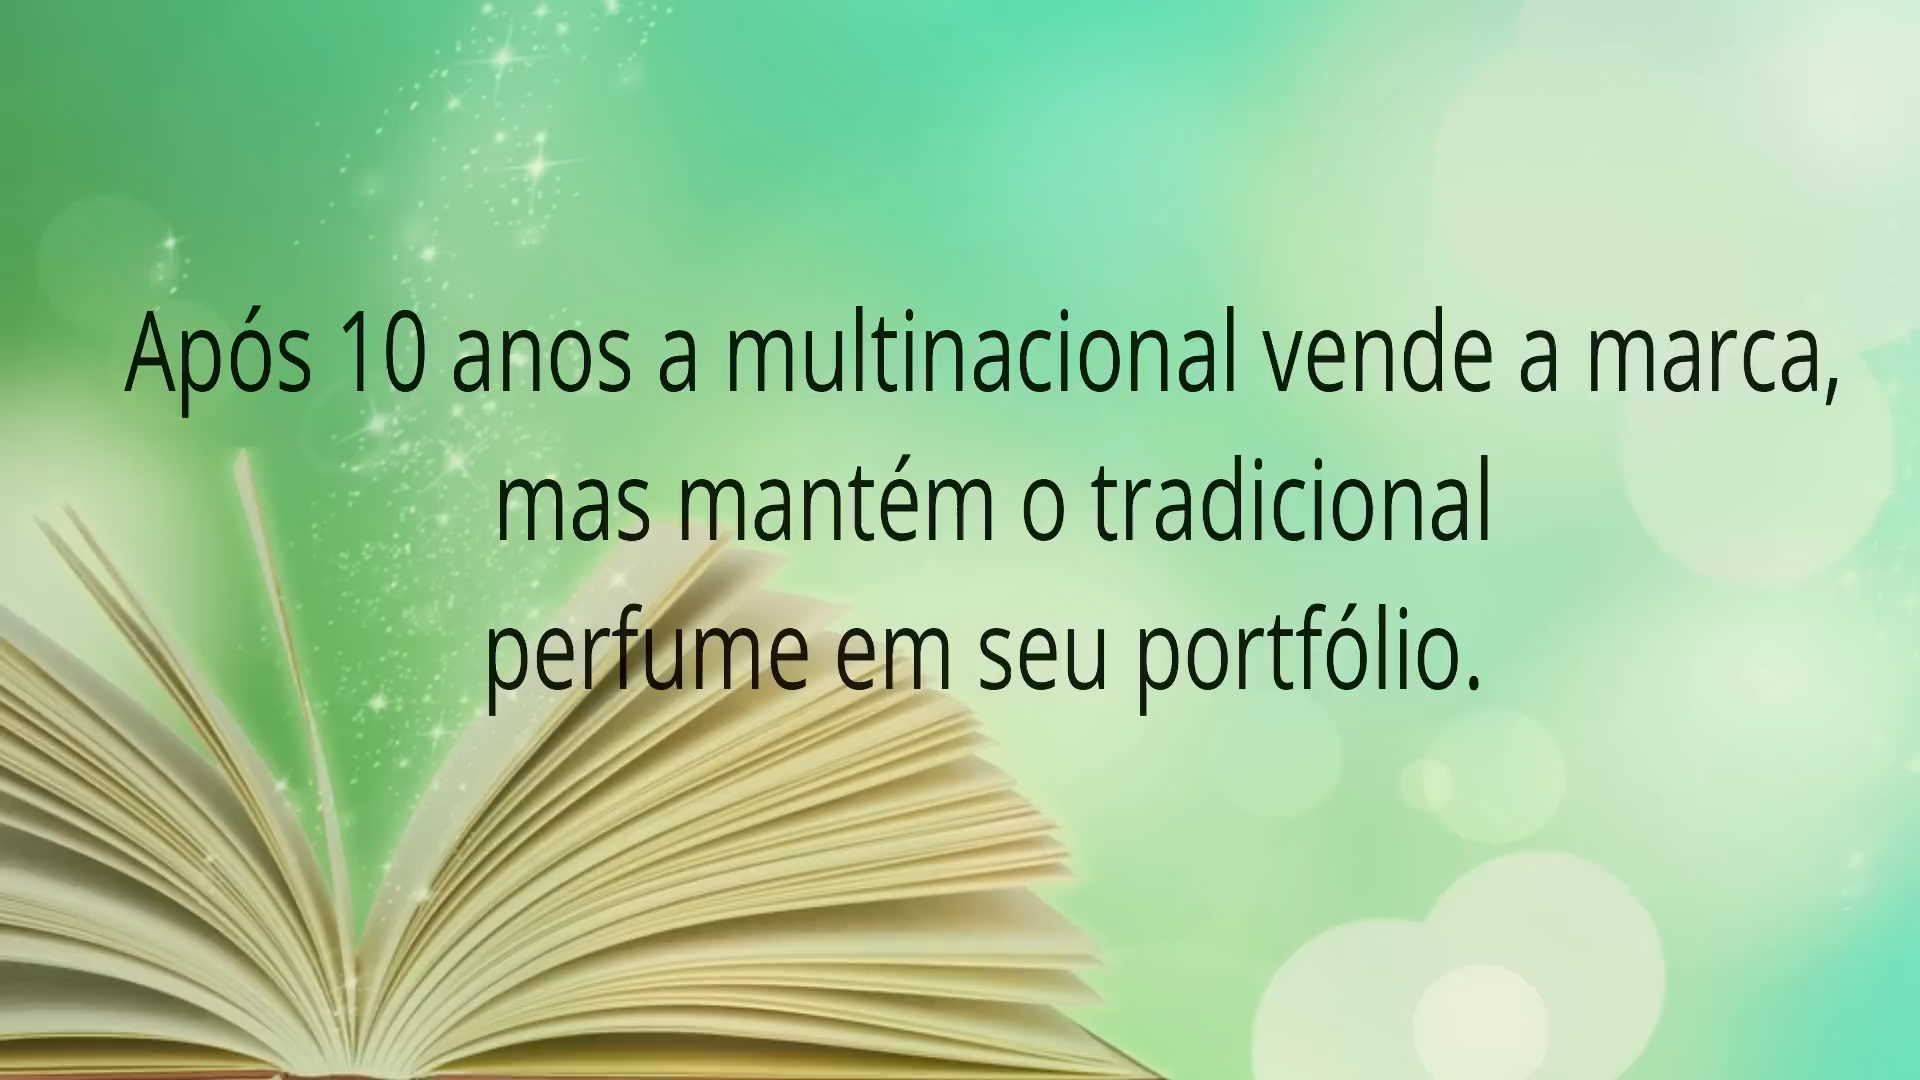 Após 10 anos a multinacional vende a marca,
mas mantém o tradicional
perfume em seu portfólio.